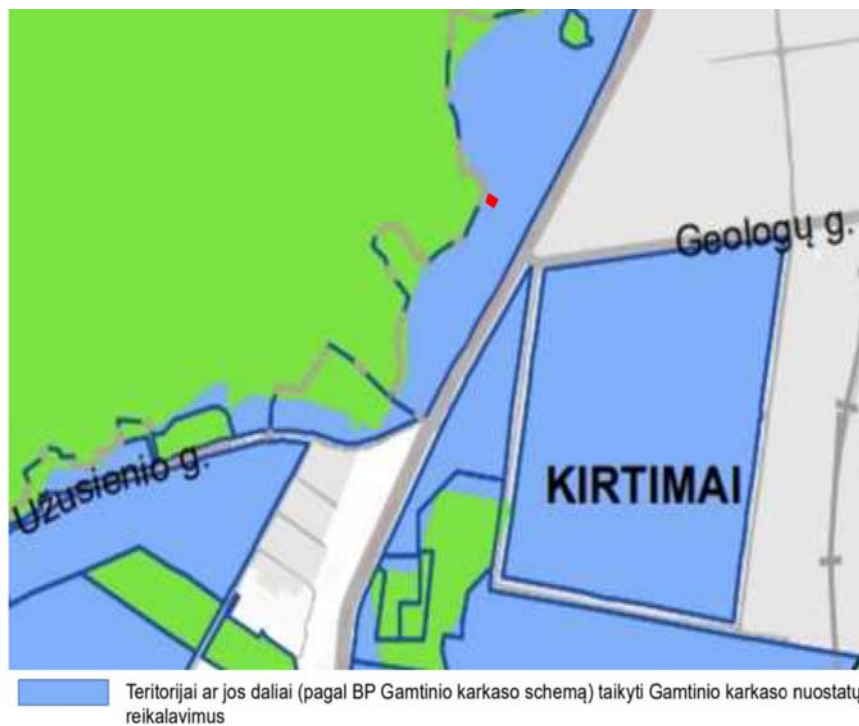 Geologų g.
KIRTIMAI
Užusienio g.
Teritorijai ar jos daliai (pagal BP Gamtinio karkaso schemą) taikyti Gamtinio karkaso nuostatų
reikalavimus